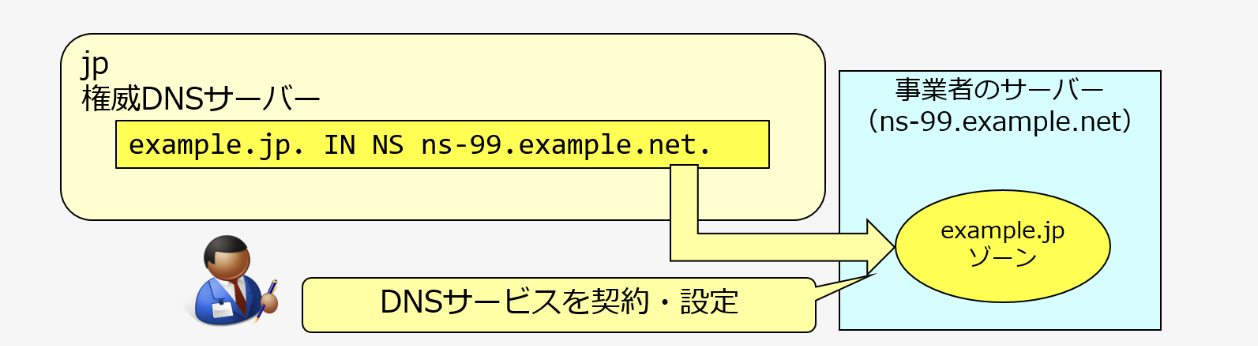 jp
権威DNSサーバー
example.jp. IN NS ns-99.example.net.
事業者のサーバー
（ns-99.example.net）
example.jp
ゾーン
DNSサービスを契約・設定